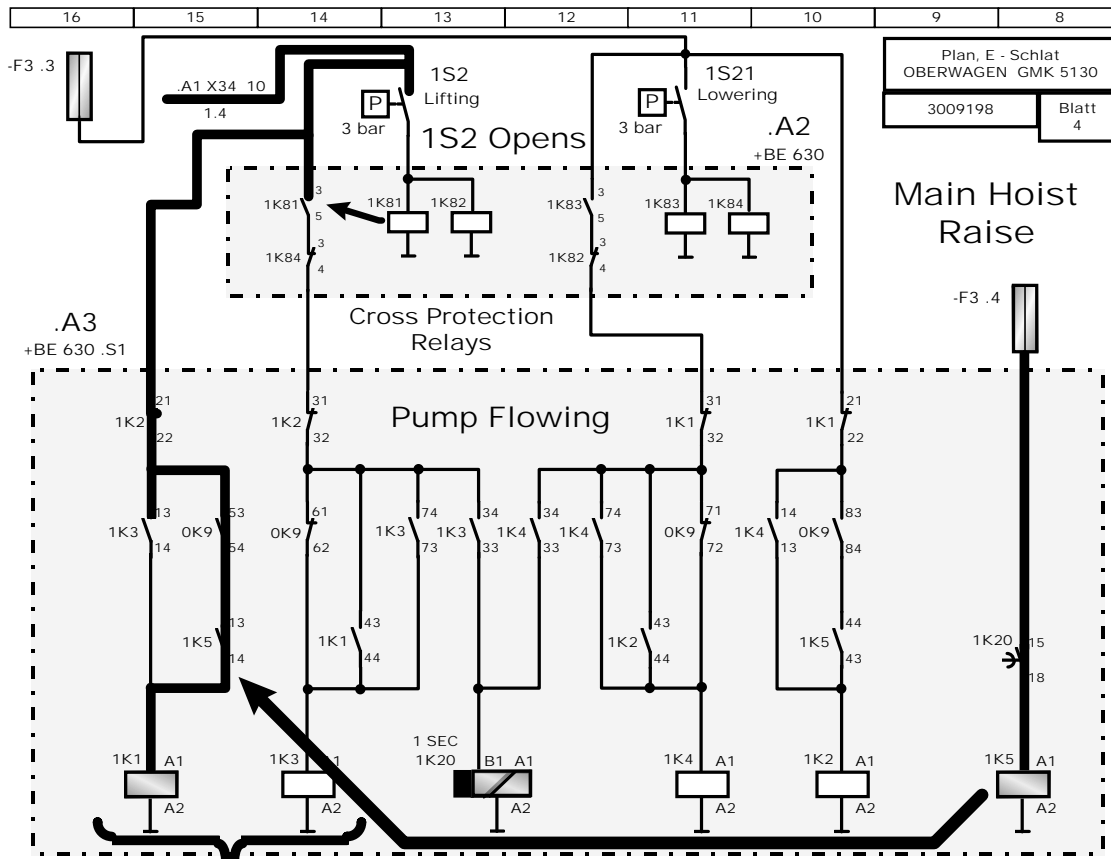 16 15 14 13 12 11 10 9 8
-F3 .3
.A1 X34 10
1.4
1S2
Lifting
P
3 bar
1S2 Opens
1S21
Lowering
P
3 bar
.A2
+BE 630
Plan, E - Schlat
OBERWAGEN GMK 5130
3009198
Blatt
4
Main Hoist
Raise
3
1K81
5
1K81
1K82
3
1K84
4
3
1K83
5
1K83
1K84
3
1K82
4
Cross Protection
Relays
-F3 .4
.A3
+BE 630 .S1
Pump Flowing
21
1K2
22
31
1K2
32
31
1K1
32
21
1K1
22
13
1K3
14
53
0K9
54
61
0K9
62
74
1K3
73
34
1K3
33
34
1K4
33
74
1K4
73
71
0K9
72
14
1K4
13
83
0K9
84
13
1K5
14
43
1K1
44
43
1K2
44
44
1K5
43
15
1K20
18
1K1 A1
A2
1K3 A1
A2
1 SEC
1K20 B1 A1
A2
1K4 A1
A2
1K2 A1
A2
1K5 A1
A2